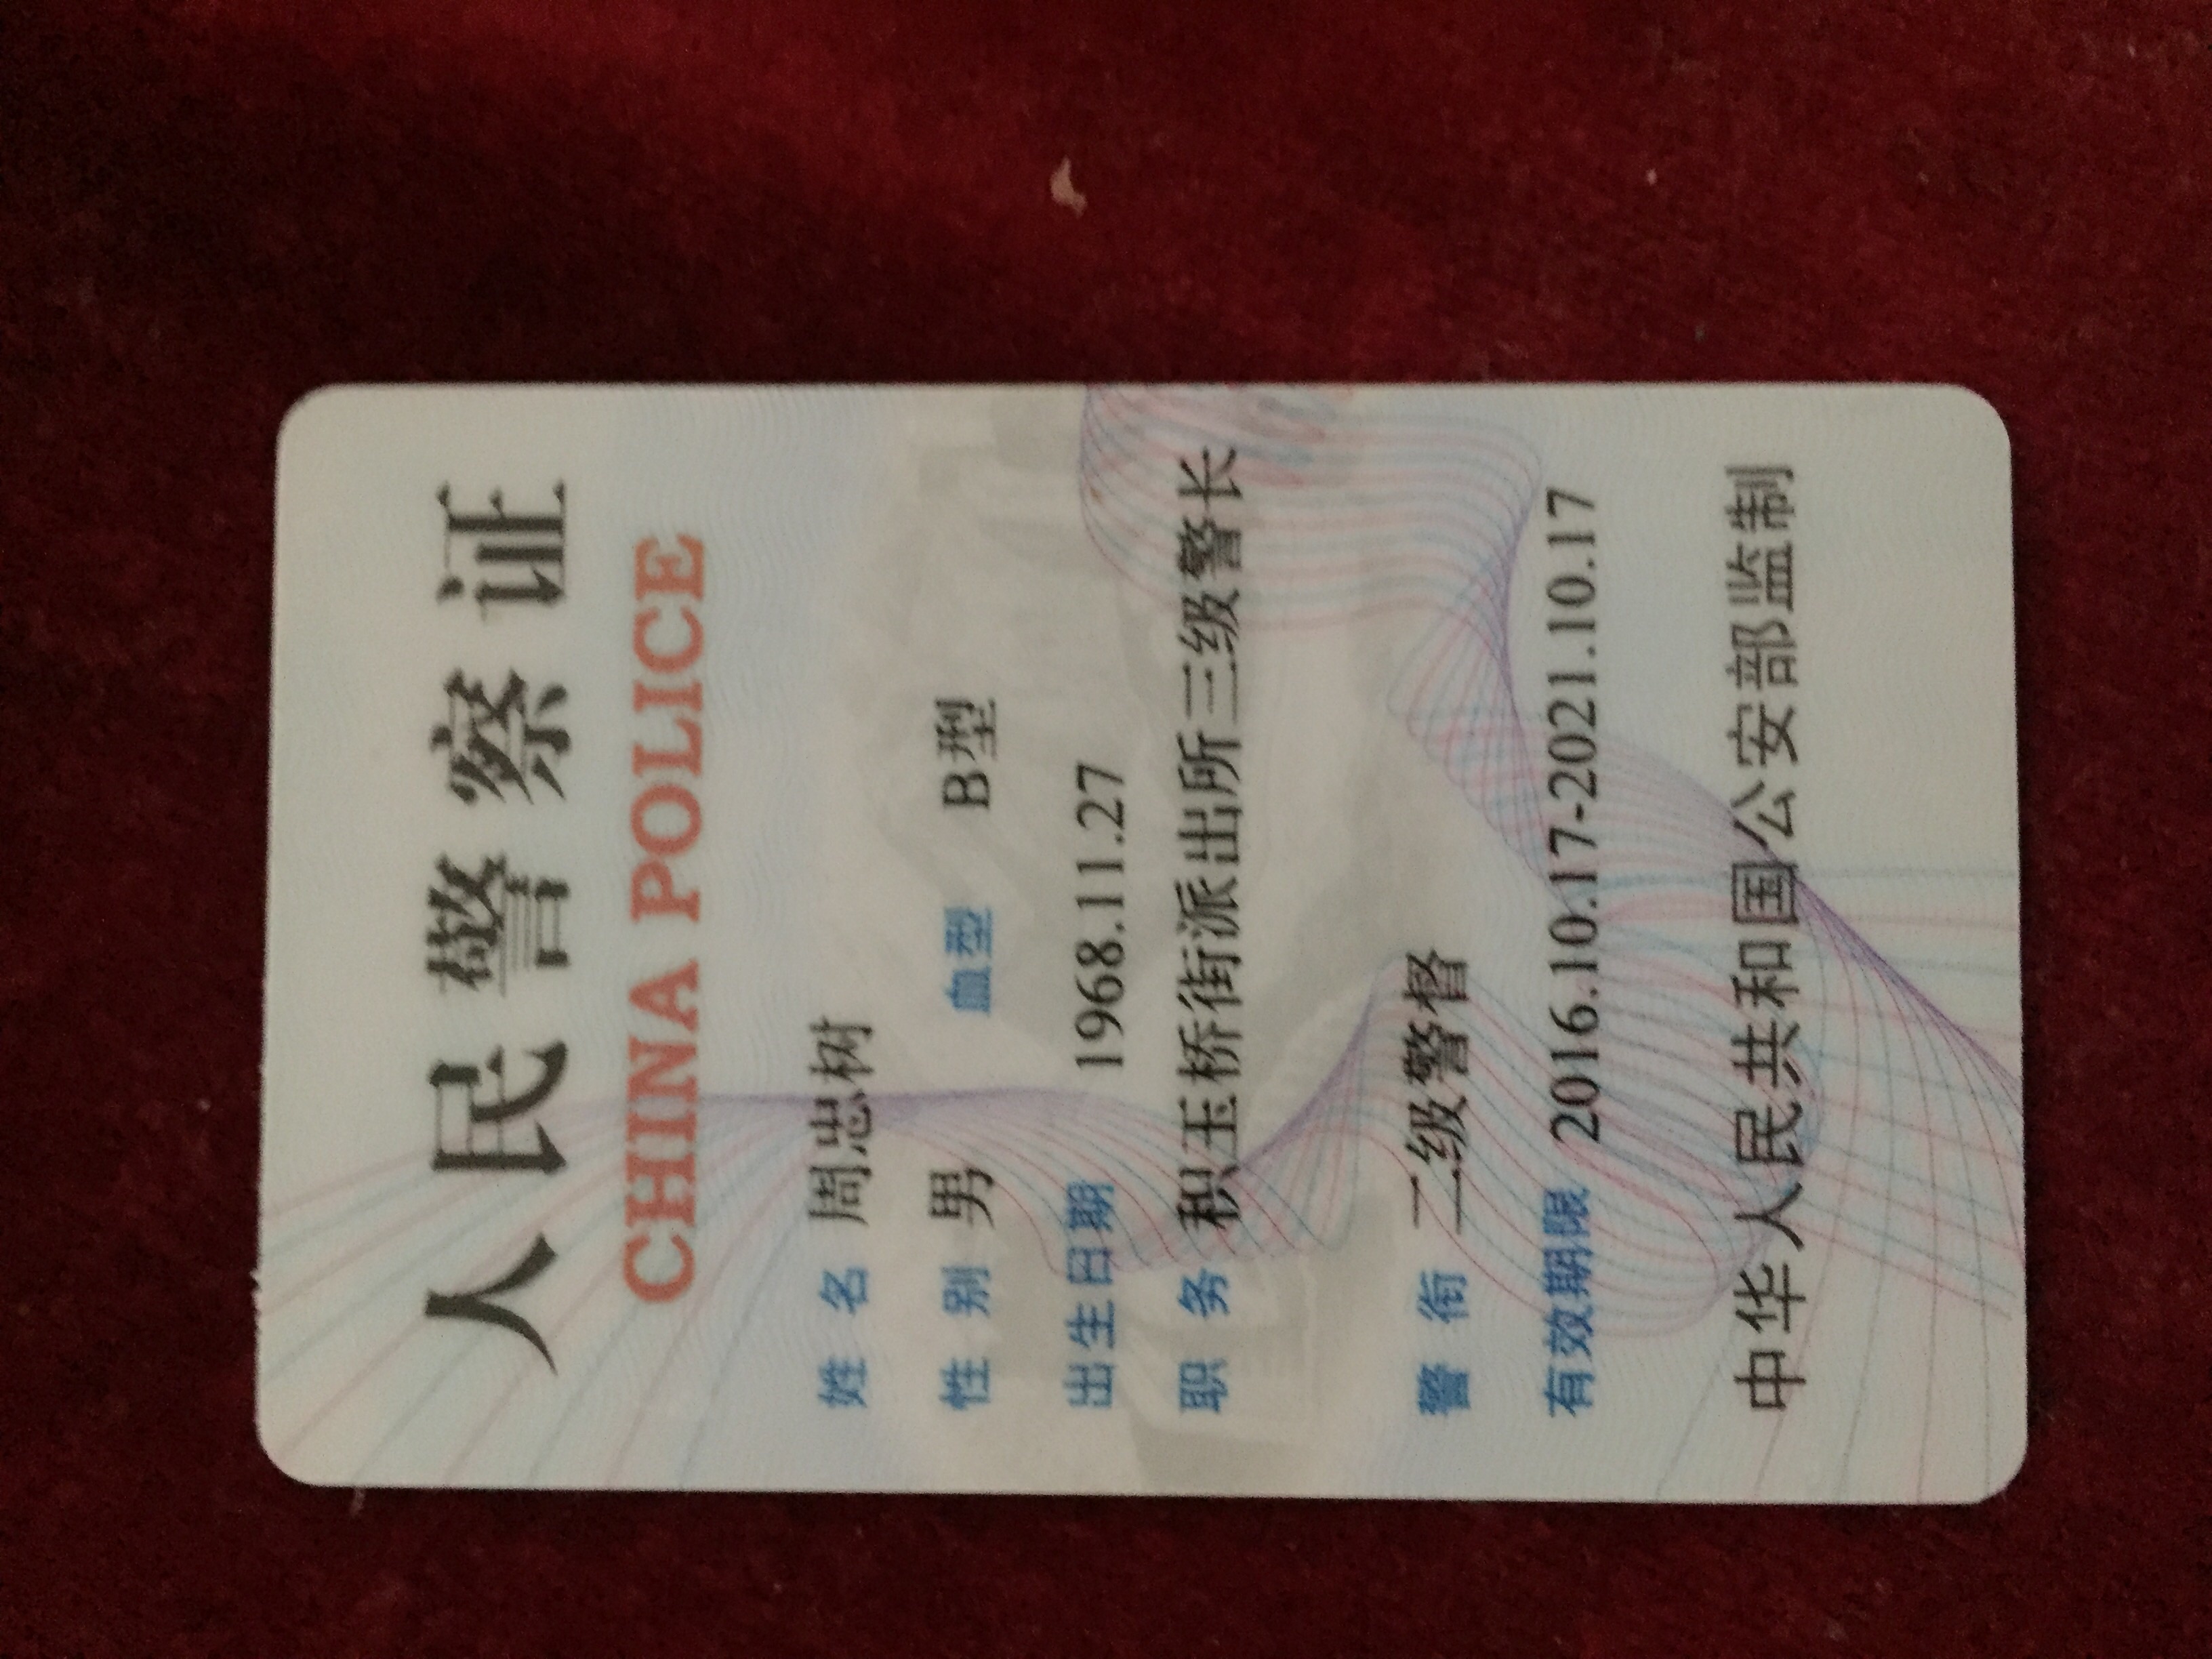 人民警察证
CHINA POLICE
姓 名 周忠树
性 别 男 血型 B型
出生日期 1968.11.27
职 务 积玉桥街派出所三级警长
警 衔 二级警督
有效期限 2016.10.17-2021.10.17
中华人民共和国公安部监制